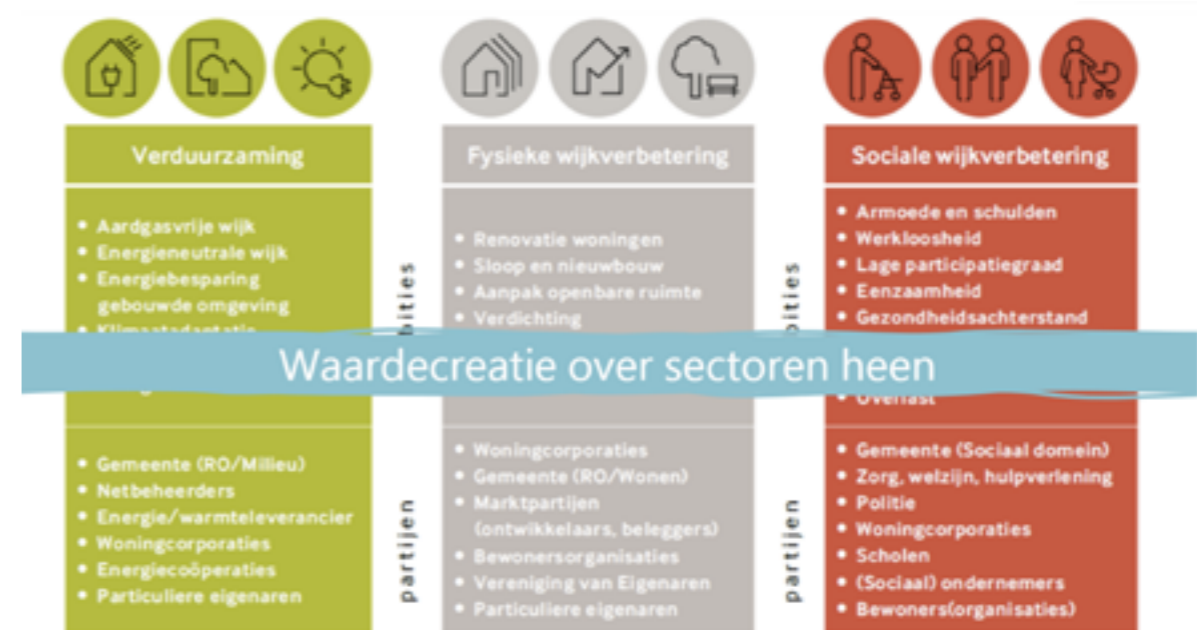 Verduurzaming
• Aardgasvrije wijk
• Energieneutrale wijk
• Energiebesparing
gebouwde omgeving
• Klimaatadaptatie
Fysieke wijkverbetering
• Renovatie woningen
• Sloop en nieuwbouw
• Aanpak openbare ruimte
• Verdichting
Sociale wijkverbetering
• Armoede en schulden
• Werkloosheid
• Lage participatiegraad
• Eenzaamheid
• Gezondheidsachterstand
• Overlast
Waardecreatie over sectoren heen
• Gemeente (RO/Milieu)
• Netbeheerders
• Energie/warmteleverancier
• Woningcorporaties
• Energiecoöperaties
• Particuliere eigenaren
partijen
• Woningcorporaties
• Gemeente (RO/Wonen)
• Marktpartijen
(ontwikkelaars, beleggers)
• Bewonersorganisaties
• Vereniging van Eigenaren
• Particuliere eigenaren
partijen
• Gemeente (Sociaal domein)
• Zorg, welzijn, hulpverlening
• Politie
• Woningcorporaties
• Scholen
• (Sociaal) ondernemers
• Bewoners(organisaties)